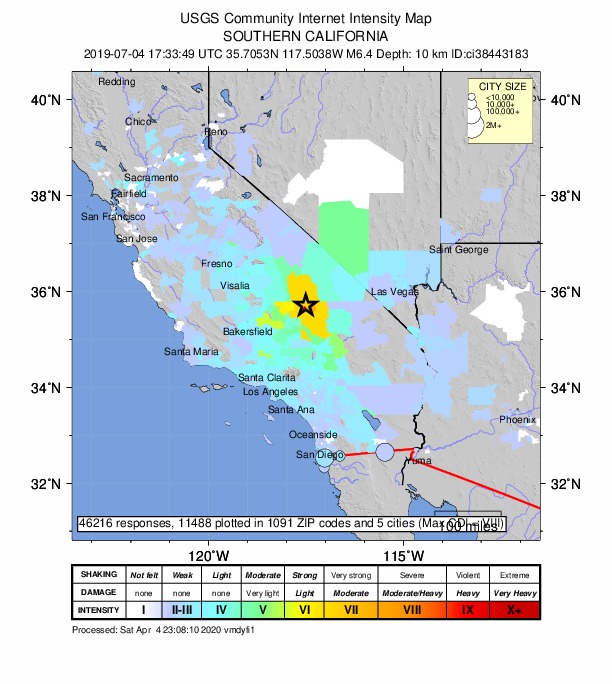 USGS Community Internet Intensity Map
SOUTHERN CALIFORNIA
2019-07-04 17:33:49 UTC 35.7053N 117.5038W M6.4 Depth: 10 km ID:ci38443183
Redding
40°N
40°N
CITY SIZE
<10,000
10,000+
100,000+
2M+
Chico
Reno
Sacramento
38°N
38°N
Fairfield
San Francisco
San Jose
Saint George
Fresno
Visalia
36°N
36°N
Las Vegas
Bakersfield
Santa Maria
Santa Clarita
34°N
34°N
Los Angeles
Santa Ana
Phoenix
Oceanside
San Diego
Yuma
32°N
32°N
46216 responses, 11488 plotted in 1091 ZIP codes and 5 cities (Max CDI = VIII)
100 miles
120°W
115°W
SHAKING Not felt Weak Light Moderate Strong Very strong Severe Violent Extreme
DAMAGE none none none Very light Light Moderate Moderate/Heavy Heavy Very Heavy
INTENSITY I II-III IV V VI VII VIII IX X+
Processed: Sat Apr 4 23:08:10 2020 vmdyfi1